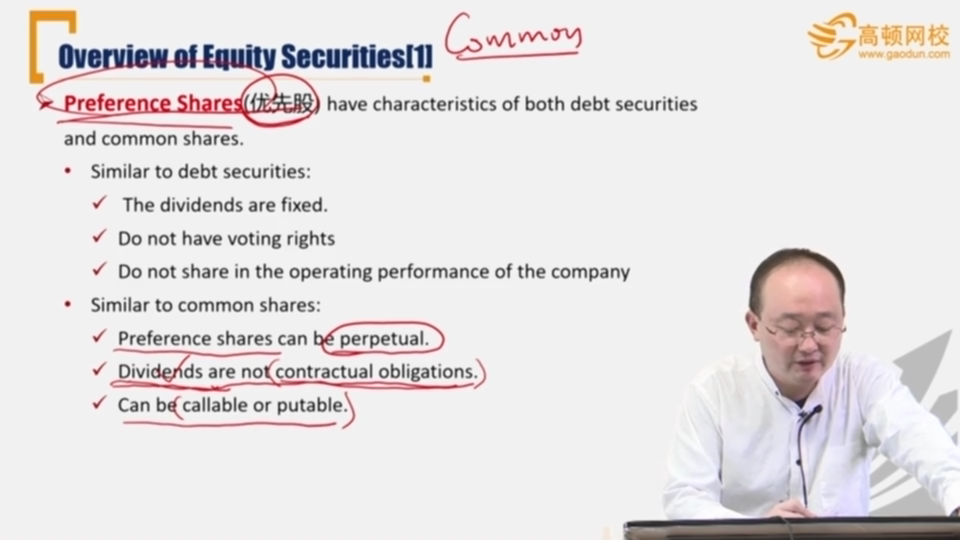 Overview of Equity Securities[1]
Common
高顿网校
www.gaodun.com
Preference Shares(优先股) have characteristics of both debt securities
and common shares.
• Similar to debt securities:
✓ The dividends are fixed.
✓ Do not have voting rights
✓ Do not share in the operating performance of the company
• Similar to common shares:
✓ Preference shares can be perpetual.
✓ Dividends are not contractual obligations.
✓ Can be callable or putable.